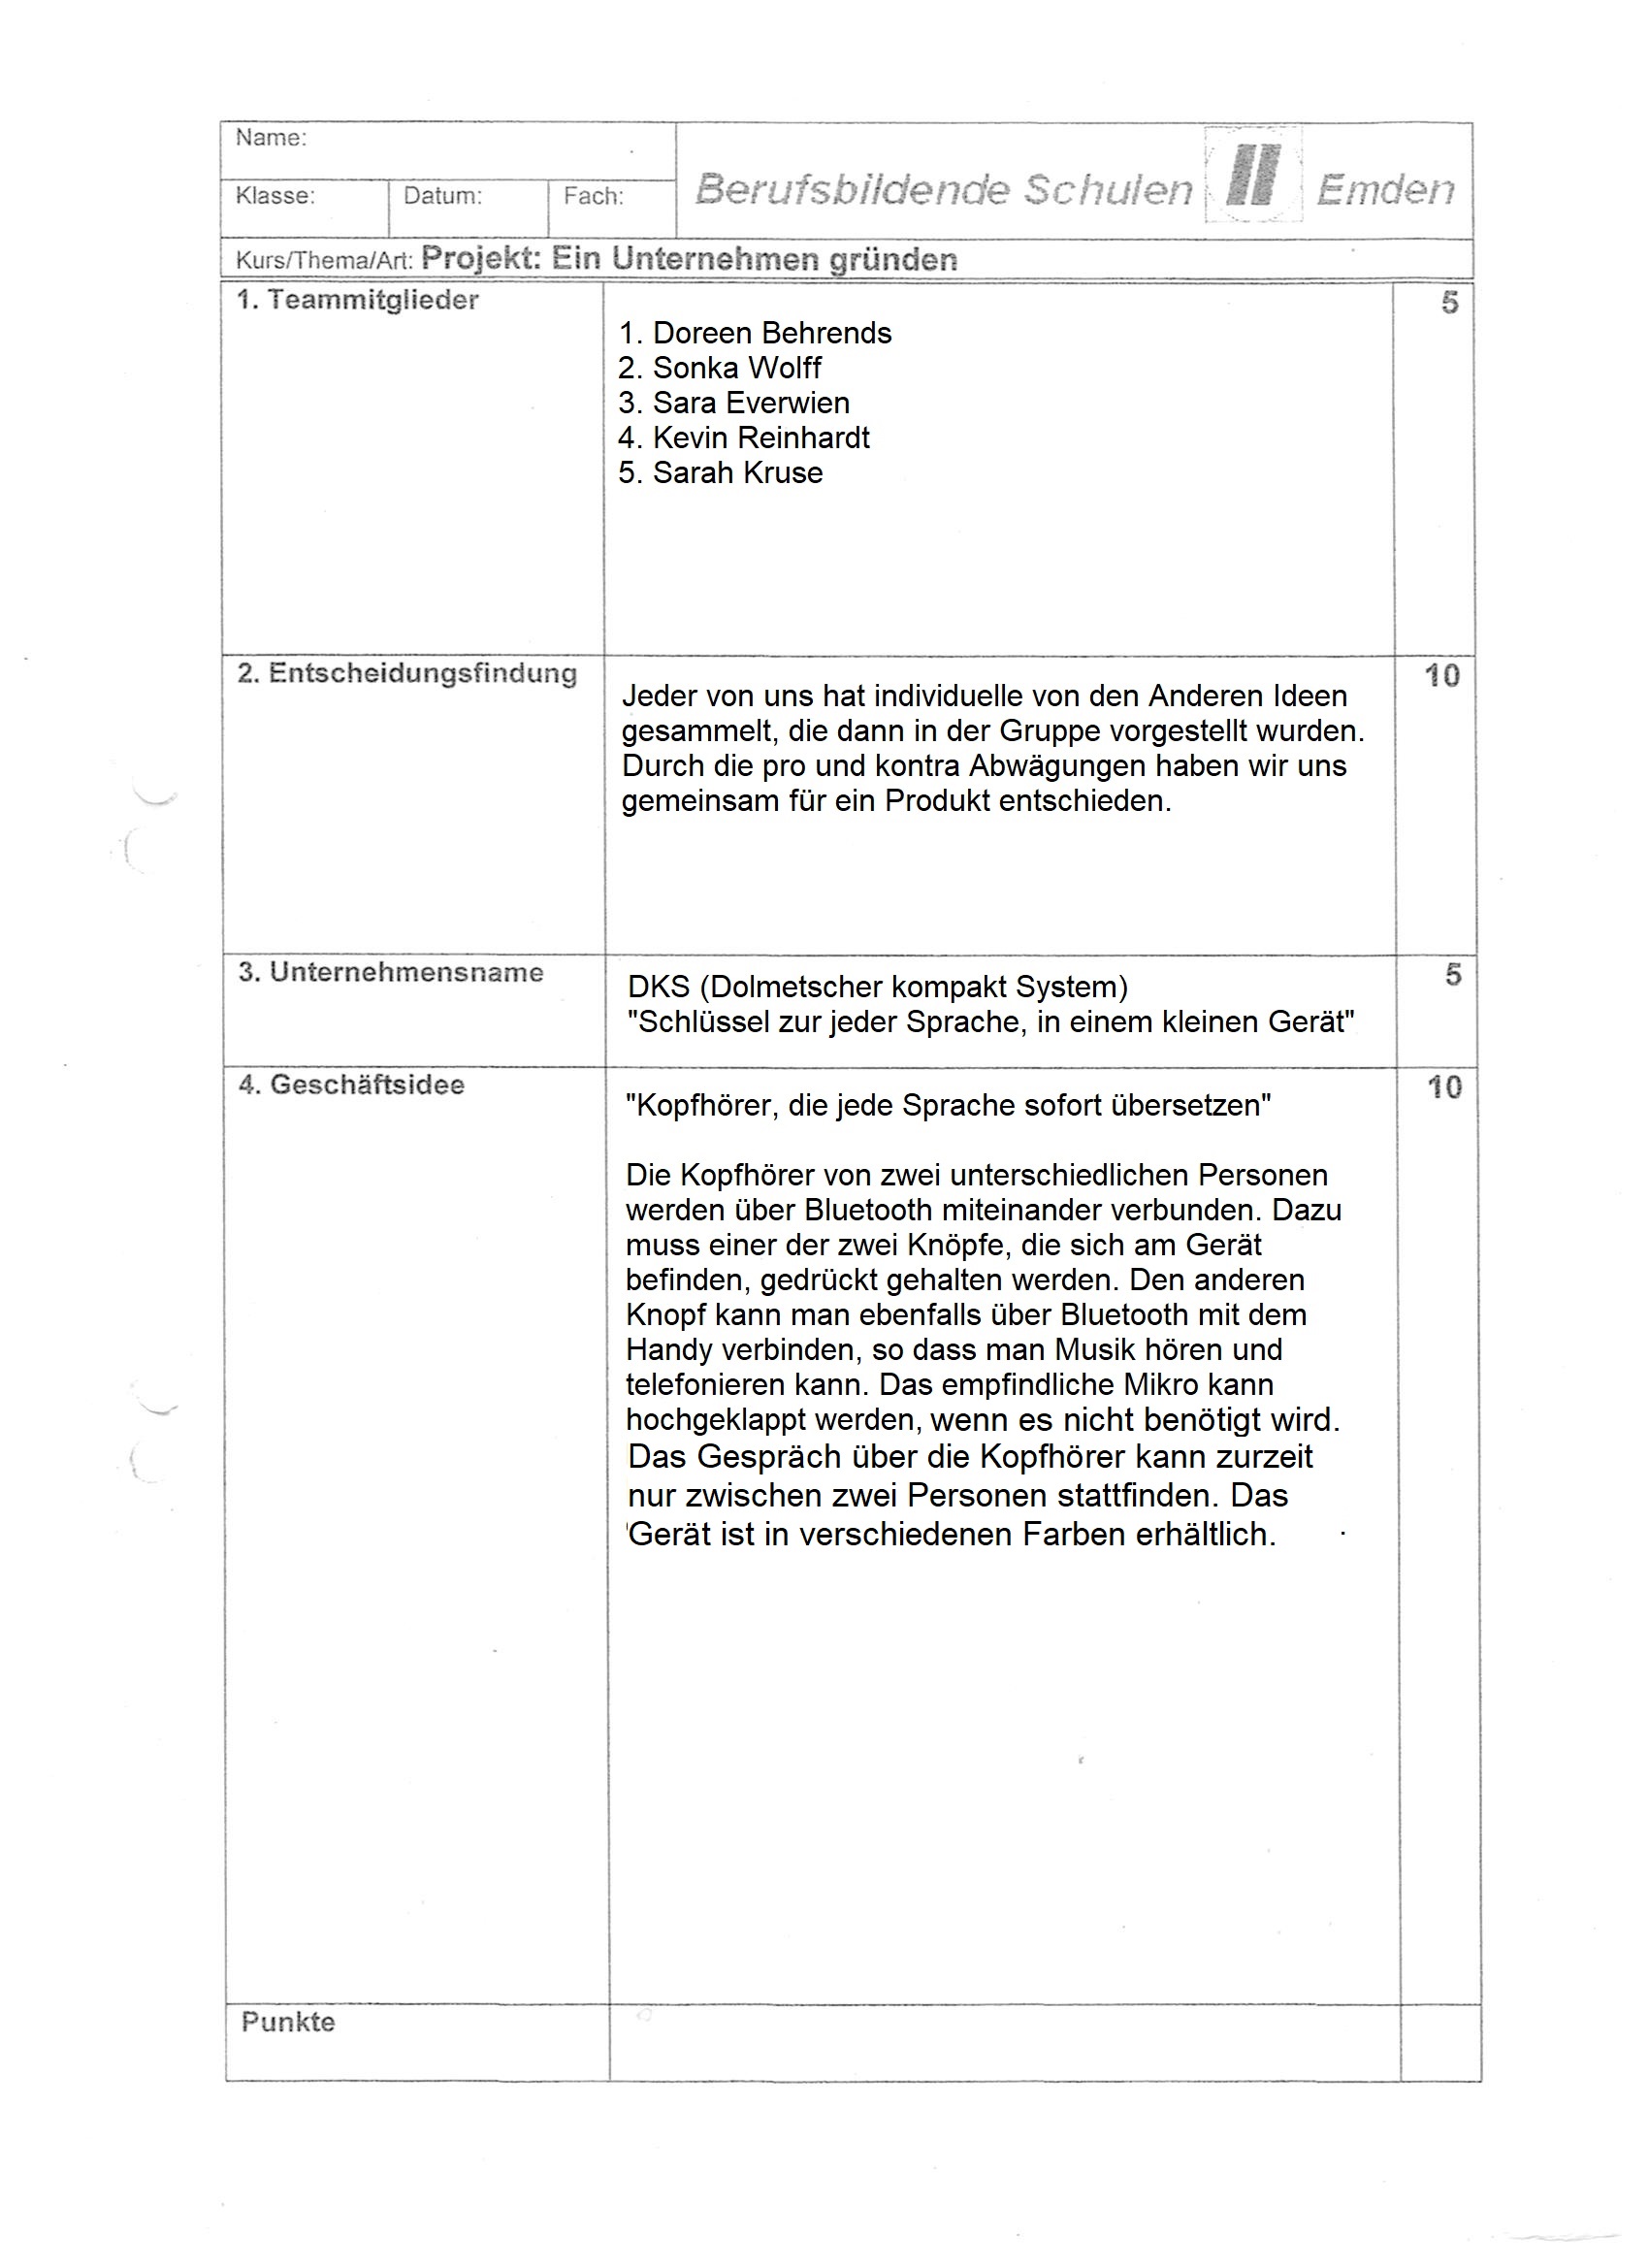 Name:
Klasse: Datum: Fach:
Berufsbildende Schulen II Emden
Kurs/Thema/Art: Projekt: Ein Unternehmen gründen
1. Teammitglieder 5
1. Doreen Behrends
2. Sonka Wolff
3. Sara Everwien
4. Kevin Reinhardt
5. Sarah Kruse
2. Entscheidungsfindung 10
Jeder von uns hat individuelle von den Anderen Ideen
gesammelt, die dann in der Gruppe vorgestellt wurden.
Durch die pro und kontra Abwägungen haben wir uns
gemeinsam für ein Produkt entschieden.
3. Unternehmensname 5
DKS (Dolmetscher kompakt System)
"Schlüssel zur jeder Sprache, in einem kleinen Gerät"
4. Geschäftsidee 10
"Kopfhörer, die jede Sprache sofort übersetzen"
Die Kopfhörer von zwei unterschiedlichen Personen
werden über Bluetooth miteinander verbunden. Dazu
muss einer der zwei Knöpfe, die sich am Gerät
befinden, gedrückt gehalten werden. Den anderen
Knopf kann man ebenfalls über Bluetooth mit dem
Handy verbinden, so dass man Musik hören und
telefonieren kann. Das empfindliche Mikro kann
hochgeklappt werden, wenn es nicht benötigt wird.
Das Gespräch über die Kopfhörer kann zurzeit
nur zwischen zwei Personen stattfinden. Das
Gerät ist in verschiedenen Farben erhältlich.
Punkte